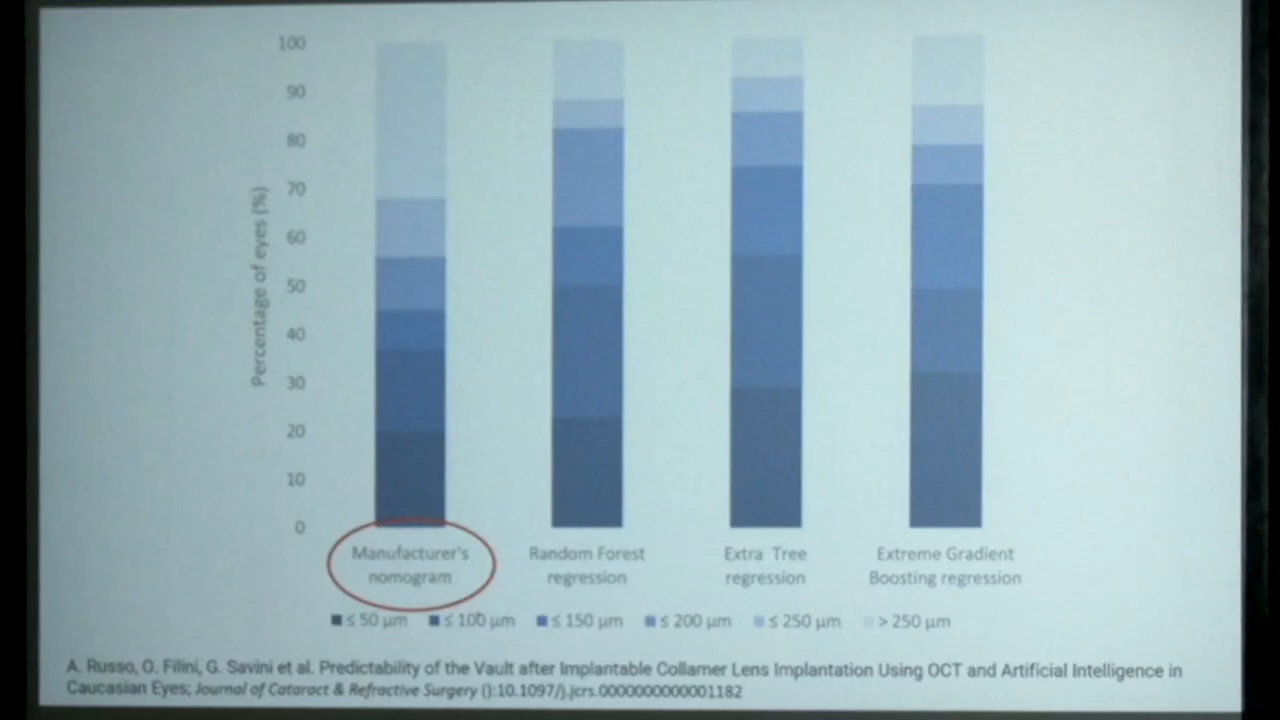 100
90
80
70
60
50
40
30
20
10
0
Percentage of eyes (%)
Manufacturer's
nomogram
Random Forest
regression
Extra Tree
regression
Extreme Gradient
Boosting regression
≤ 50 µm ≤ 100 µm ≤ 150 µm ≤ 200 µm ≤ 250 µm > 250 µm
A. Russo, O. Filini, G. Savini et al. Predictability of the Vault after Implantable Collamer Lens Implantation Using OCT and Artificial Intelligence in
Caucasian Eyes; Journal of Cataract & Refractive Surgery ():10.1097/j.jcrs.0000000000001182